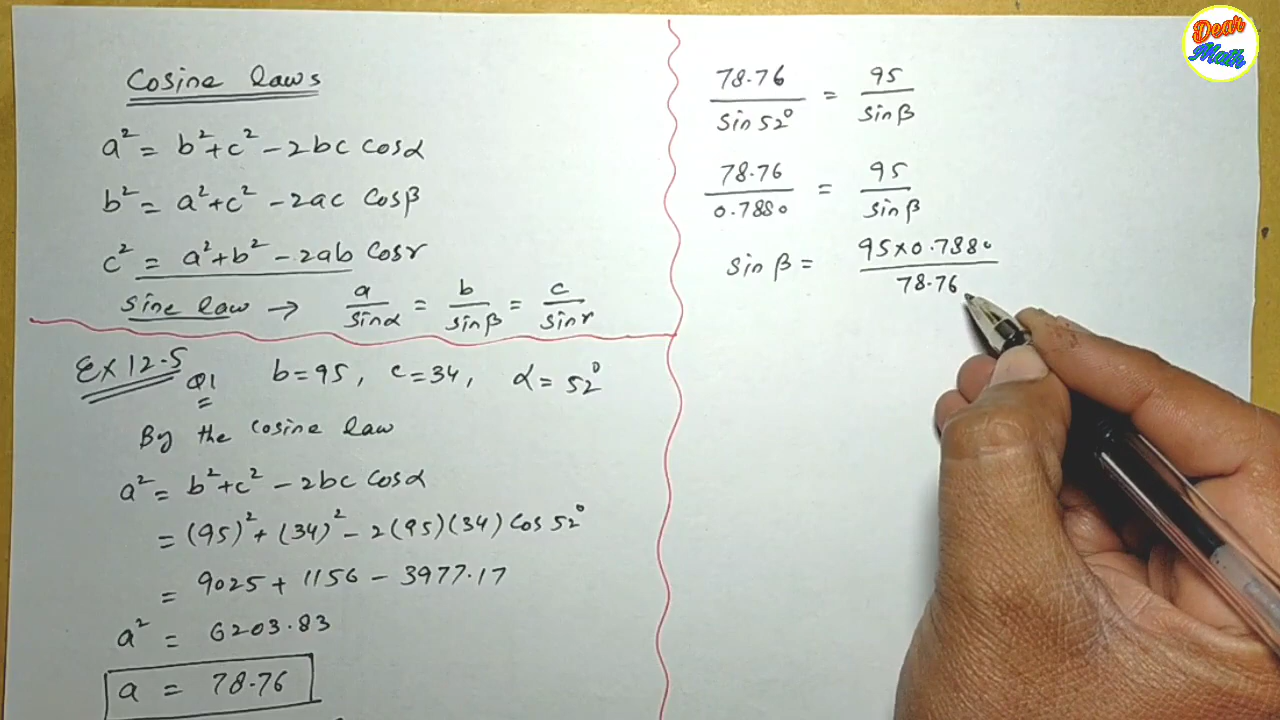 Cosine laws
a² = b² + c² - 2bc cosα
b² = a² + c² - 2ac cosβ
c² = a² + b² - 2ab cosγ
Sine law → a/sinα = b/sinβ = c/sinγ
EX 12.5
Q1 b = 95, c = 34, α = 52°
By the cosine law
a² = b² + c² - 2bc cosα
= (95)² + (34)² - 2(95)(34) cos 52°
= 9025 + 1156 - 3977.17
a² = 6203.83
a = 78.76
78.76/sin 52° = 95/sinβ
78.76/0.7880 = 95/sinβ
sinβ = 95×0.7880/78.76
Dear
Math